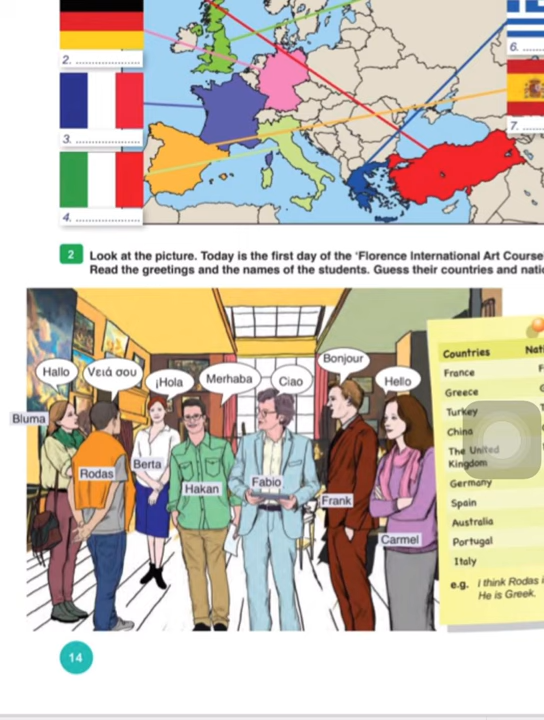 2. ....................
6. .....
3. ....................
7. .....
4. ....................
2 Look at the picture. Today is the first day of the 'Florence International Art Course
Read the greetings and the names of the students. Guess their countries and
Hallo
Γειά σου
¡Hola
Merhaba
Ciao
Bonjour
Hello
Bluma
Rodas
Berta
Hakan
Fabio
Frank
Carmel
Countries
France
Greece
Turkey
China
The United
Kingdom
Germany
Spain
Australia
Portugal
Italy
e.g. I think Rodas
He is Greek.
14